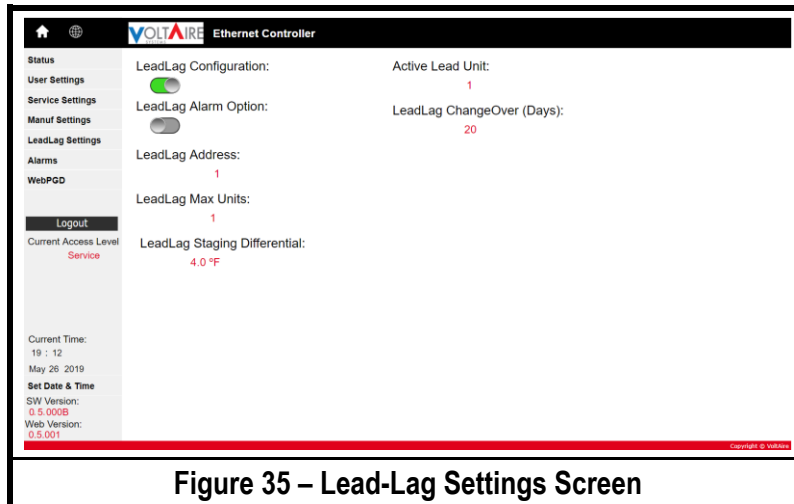 VOLTAIRE
SYSTEMS
Ethernet Controller
Status
User Settings
Service Settings
Manuf Settings
LeadLag Settings
Alarms
WebPGD
Logout
Current Access Level
Service
Current Time:
19 : 12
May 26 2019
Set Date & Time
SW Version:
0.5.000B
Web Version:
0.5.001
LeadLag Configuration:
LeadLag Alarm Option:
LeadLag Address:
1
LeadLag Max Units:
1
LeadLag Staging Differential:
4.0 ºF
Active Lead Unit:
1
LeadLag ChangeOver (Days):
20
Copyright © VoltAire
Figure 35 – Lead-Lag Settings Screen